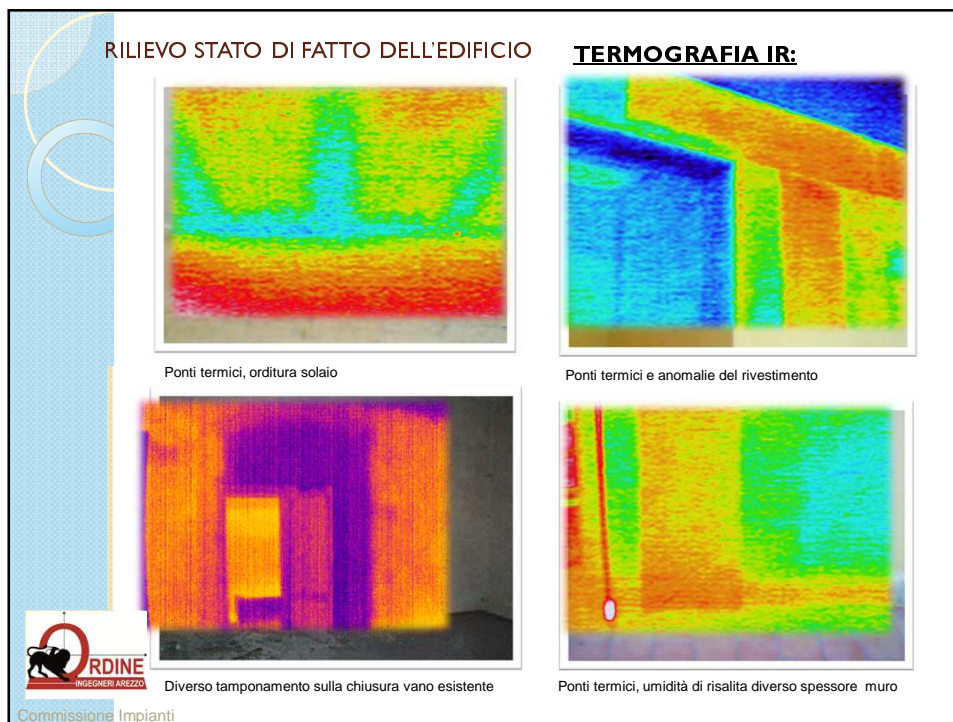 RILIEVO STATO DI FATTO DELL'EDIFICIO
TERMOGRAFIA IR:
Ponti termici, orditura solaio
Ponti termici e anomalie del rivestimento
Diverso tamponamento sulla chiusura vano esistente
Ponti termici, umidità di risalita diverso spessore muro
ORDINE
INGEGNERI AREZZO
Commissione Impianti